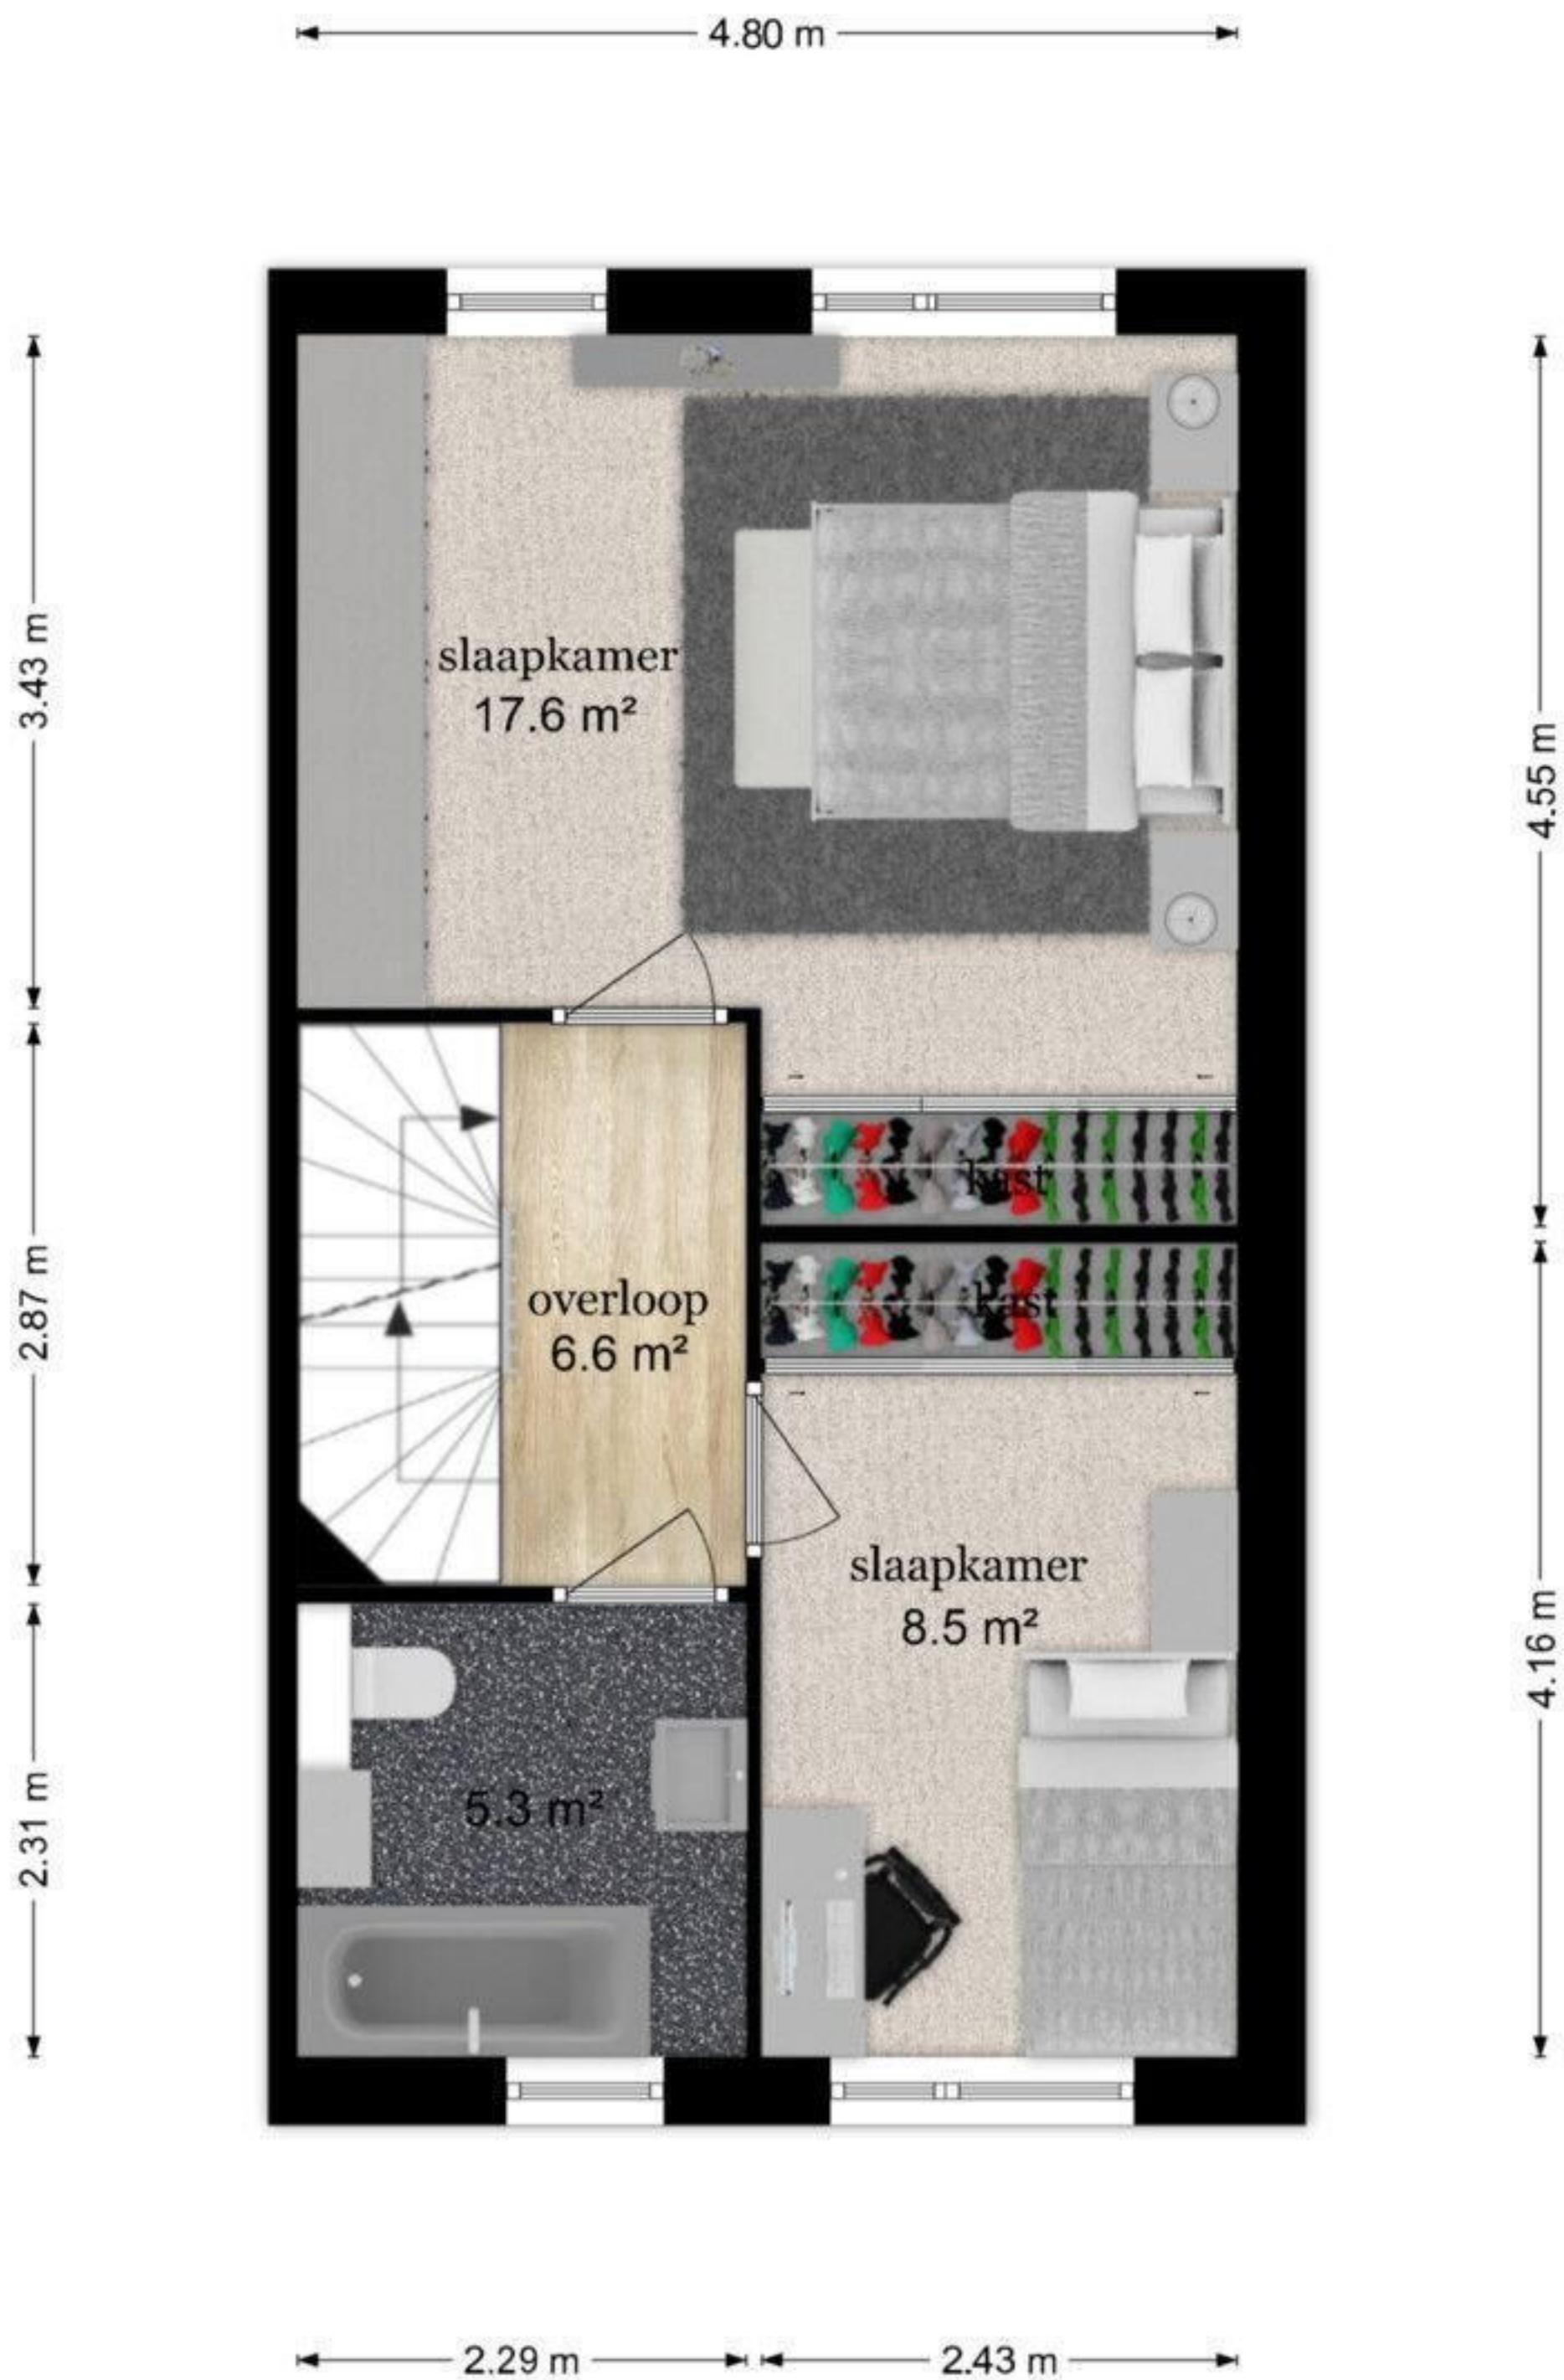 4.80 m
3.43 m
slaapkamer
17.6 m²
4.55 m
kast
2.87 m
overloop
6.6 m²
kast
slaapkamer
8.5 m²
4.16 m
2.31 m
5.3 m²
2.29 m
2.43 m